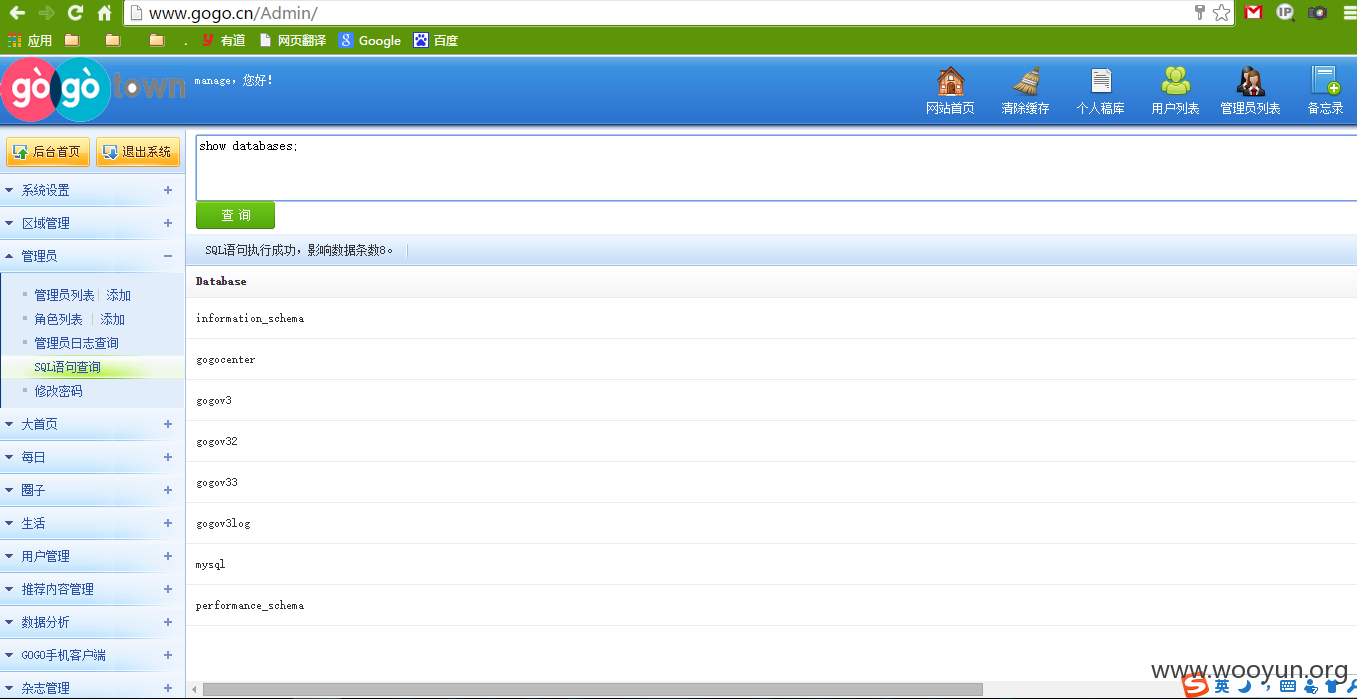 www.gogo.cn/Admin/
应用 . 有道 网页翻译 Google 百度
gògò town manage，您好！
网站首页 清除缓存 个人稿库 用户列表 管理员列表 备忘录
后台首页 退出系统
系统设置
区域管理
管理员
管理员列表 添加
角色列表 添加
管理员日志查询
SQL语句查询
修改密码
大首页
每日
圈子
生活
用户管理
推荐内容管理
数据分析
GOGO手机客户端
杂志管理
show databases;
查 询
SQL语句执行成功，影响数据条数8。
Database
information_schema
gogocenter
gogov3
gogov32
gogov33
gogov3log
mysql
performance_schema
www.wooyun.org
英